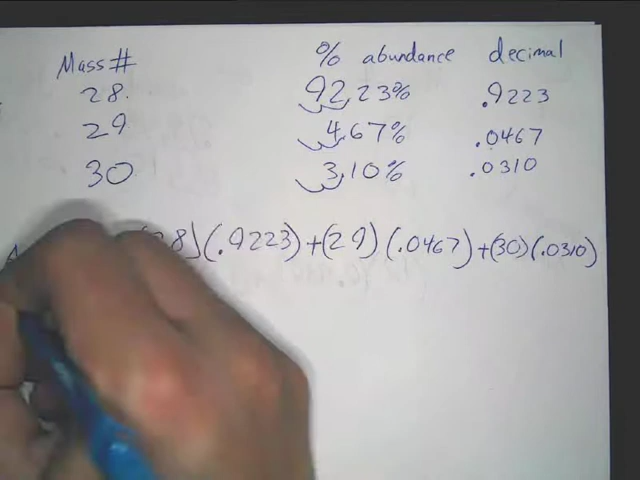 Mass# % abundance decimal
28 92.23% .9223
29 4.67% .0467
30 3.10% .0310
28)(.9223)+(29)(.0467)+(30)(.0310)